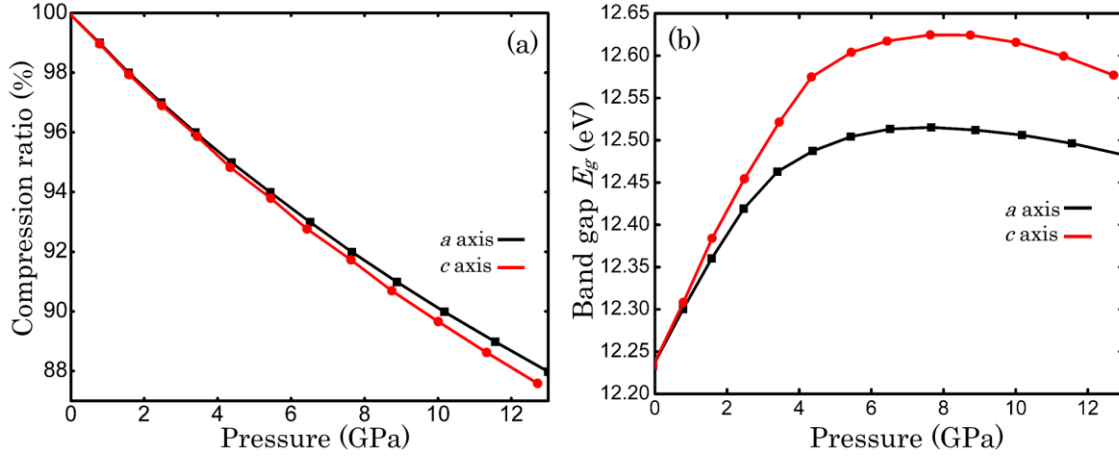 (a)
Compression ratio (%)
100
98
96
94
92
90
88
a axis
c axis
0 2 4 6 8 10 12
Pressure (GPa)
(b)
Band gap Eg (eV)
12.65
12.60
12.55
12.50
12.45
12.40
12.35
12.30
12.25
12.20
a axis
c axis
0 2 4 6 8 10 12
Pressure (GPa)